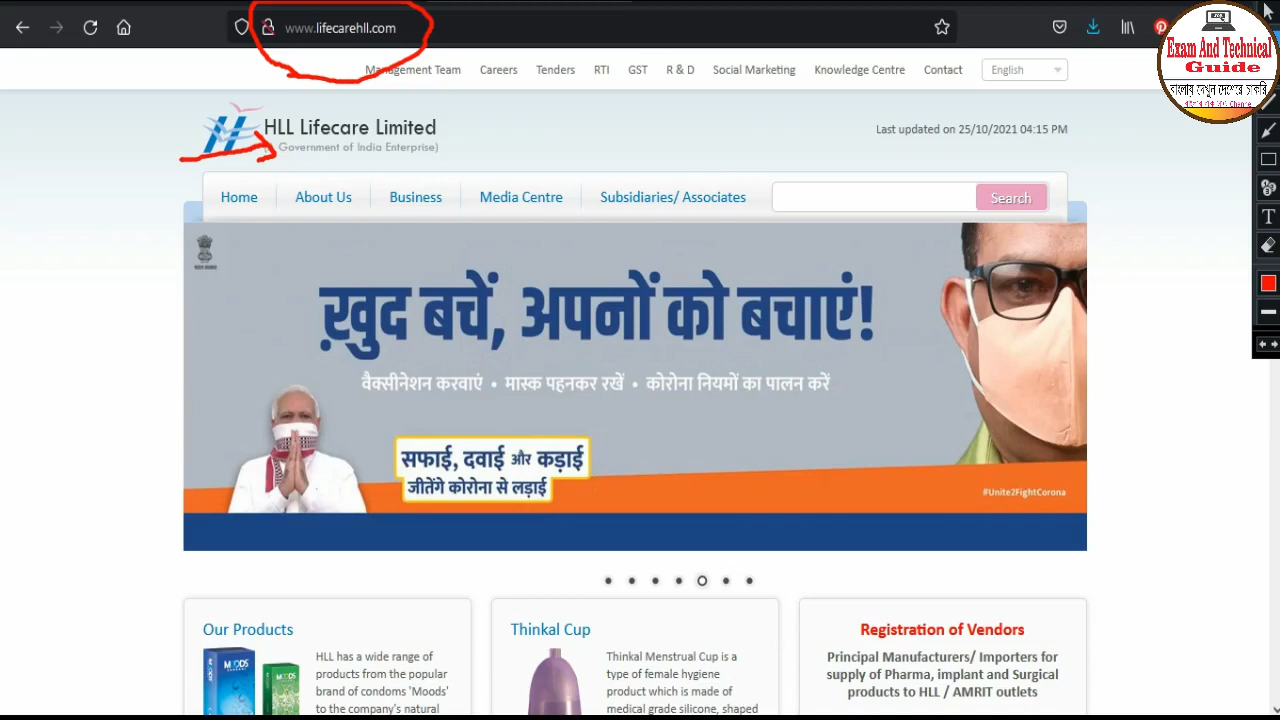 www.lifecarehll.com
Exam And Technical
Guide
বাংলায় দেখুন দেশের চাকরি
Management Team Careers Tenders RTI GST R & D Social Marketing Knowledge Centre Contact English
HLL Lifecare Limited
Government of India Enterprise)
Last updated on 25/10/2021 04:15 PM
Home About Us Business Media Centre Subsidiaries/ Associates Search
ख़ुद बचें, अपनों को बचाएं!
वैक्सीनेशन करवाएं • मास्क पहनकर रखें • कोरोना नियमों का पालन करें
सफाई, दवाई और कड़ाई
जीतेंगे कोरोना से लड़ाई
#Unite2FightCorona
Our Products
HLL has a wide range of
products from the popular
brand of condoms 'Moods'
to the company's natural
MOODS
MOODS
Thinkal Cup
Thinkal Menstrual Cup is a
type of female hygiene
product which is made of
medical grade silicone, shaped
Registration of Vendors
Principal Manufacturers/ Importers for
supply of Pharma, implant and Surgical
products to HLL / AMRIT outlets